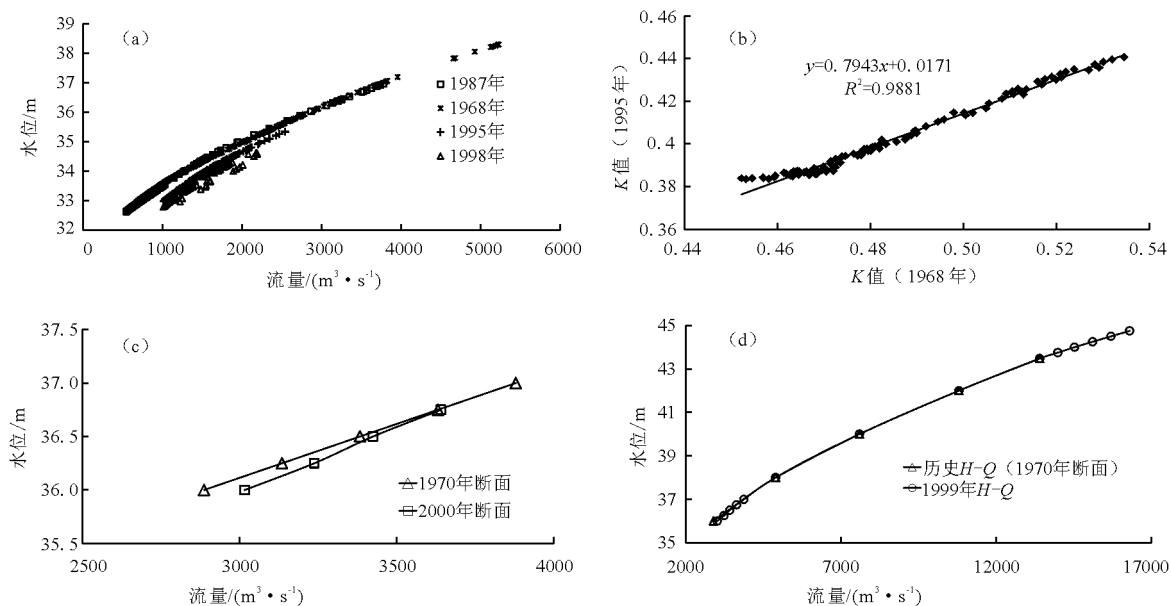 (a)
39
38
37
36
35
34
33
32
水位/m
0
1000
2000
3000
4000
5000
6000
流量/(m³·s⁻¹)
1987年
1968年
1995年
1998年
(b)
0.44
0.42
0.40
0.38
0.36
K值（1995年）
y=0.7943x+0.0171
R²=0.9881
0.44
0.46
0.48
0.50
0.52
0.54
K值（1968年）
(c)
37.5
37.0
36.5
36.0
35.5
水位/m
1970年断面
2000年断面
2500
3000
3500
4000
流量/(m³·s⁻¹)
(d)
45
43
41
39
37
35
水位/m
历史H-Q（1970年断面）
1999年H-Q
2000
7000
12000
17000
流量/(m³·s⁻¹)